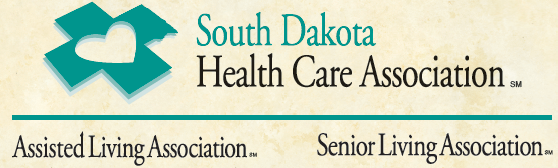 South Dakota
Health Care Association SM
Assisted Living Association SM Senior Living Association SM